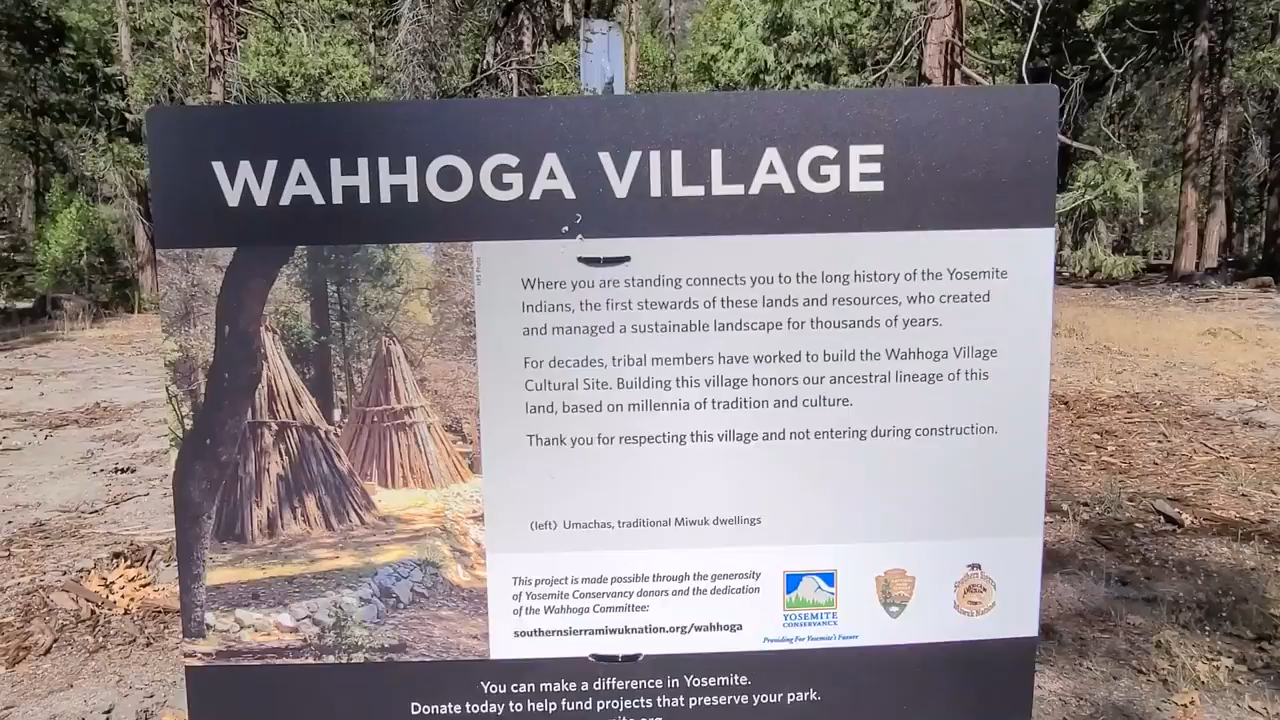 WAHHOGA VILLAGE
Where you are standing connects you to the long history of the Yosemite
Indians, the first stewards of these lands and resources, who created
and managed a sustainable landscape for thousands of years.
For decades, tribal members have worked to build the Wahhoga Village
Cultural Site. Building this village honors our ancestral lineage of this
land, based on millennia of tradition and culture.
Thank you for respecting this village and not entering during construction.
(left) Umachas, traditional Miwuk dwellings
This project is made possible through the generosity
of Yosemite Conservancy donors and the dedication
of the Wahhoga Committee:
southernsierramiwuknation.org/wahhoga
YOSEMITE
CONSERVANCY
Providing For Yosemite's Future
You can make a difference in Yosemite.
Donate today to help fund projects that preserve your park.